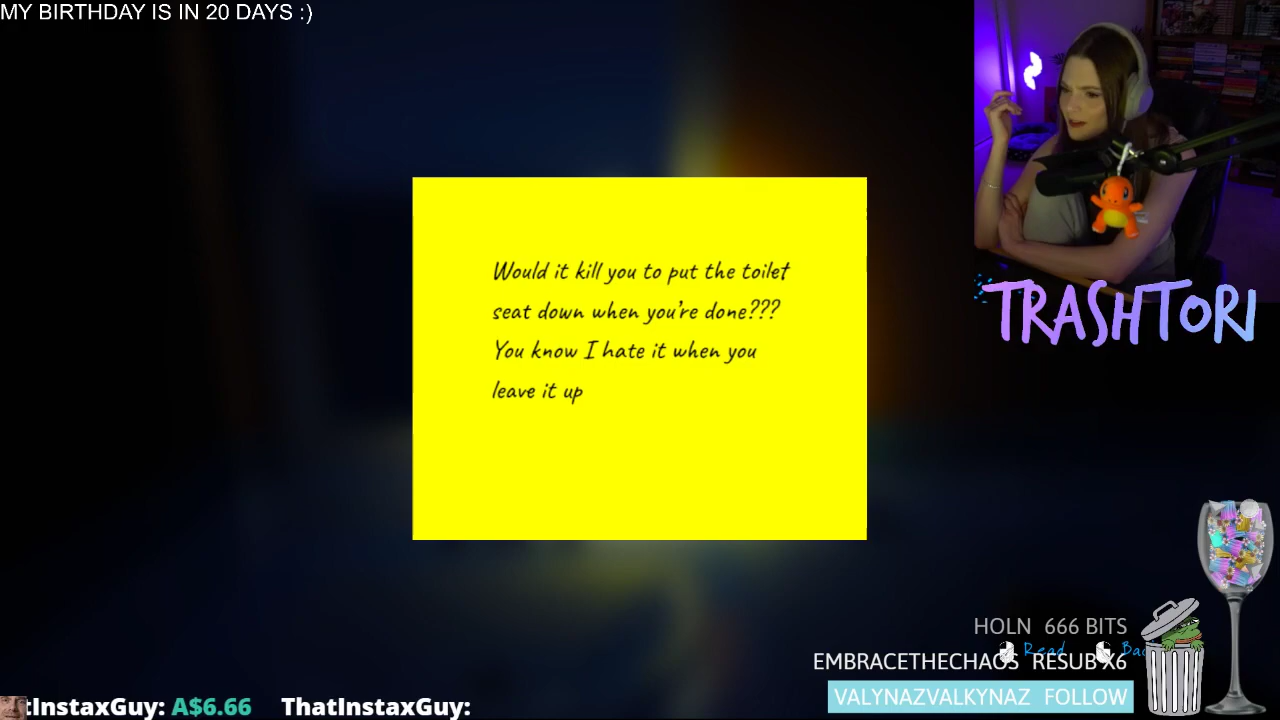 MY BIRTHDAY IS IN 20 DAYS :)
Would it kill you to put the toilet
seat down when you're done???
You know I hate it when you
leave it up
TRASHTORI
HOLN 666 BITS
Read
EMBRACETHECHAOS RESUB X6
VALYNAZVALKYNAZ FOLLOW
tInstaxGuy: A$6.66 ThatInstaxGuy: